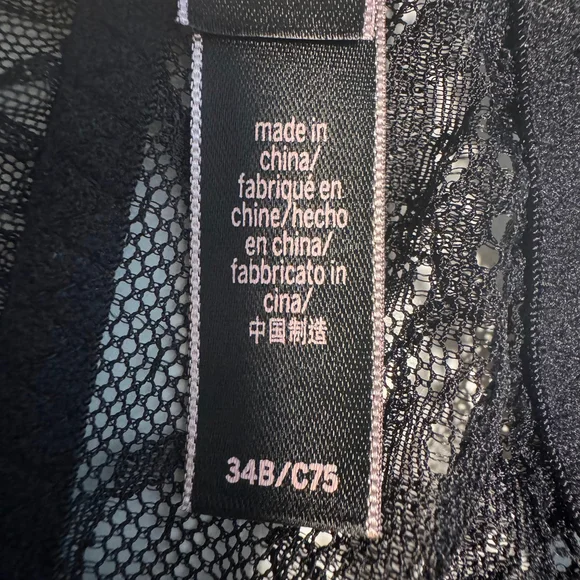 made in
china/
fabriqué en
chine/hecho
en china/
fabbricato in
cina/
中国制造
34B/C75